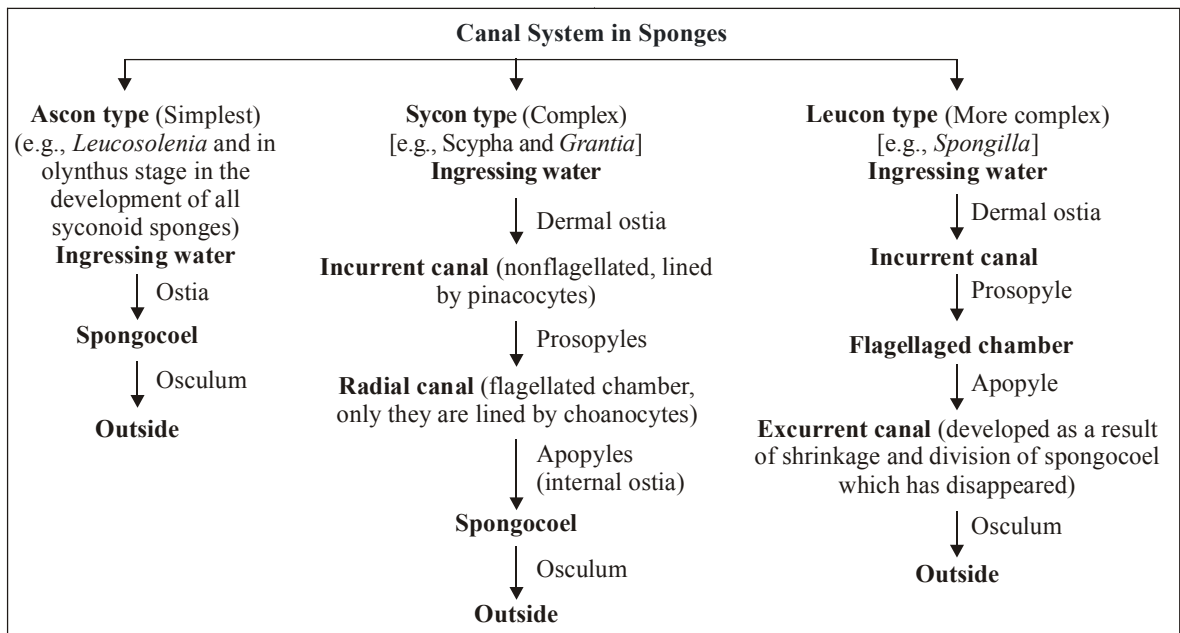 Canal System in Sponges
Ascon type (Simplest)
(e.g., Leucosolenia and in
olynthus stage in the
development of all
syconoid sponges)
Ingressing water
Ostia
Spongocoel
Osculum
Outside
Sycon type (Complex)
[e.g., Scypha and Grantia]
Ingressing water
Dermal ostia
Incurrent canal (nonflagellated, lined
by pinacocytes)
Prosopyles
Radial canal (flagellated chamber,
only they are lined by choanocytes)
Apopyles
(internal ostia)
Spongocoel
Osculum
Outside
Leucon type (More complex)
[e.g., Spongilla]
Ingressing water
Dermal ostia
Incurrent canal
Prosopyle
Flagellaged chamber
Apopyle
Excurrent canal (developed as a result
of shrinkage and division of spongocoel
which has disappeared)
Osculum
Outside